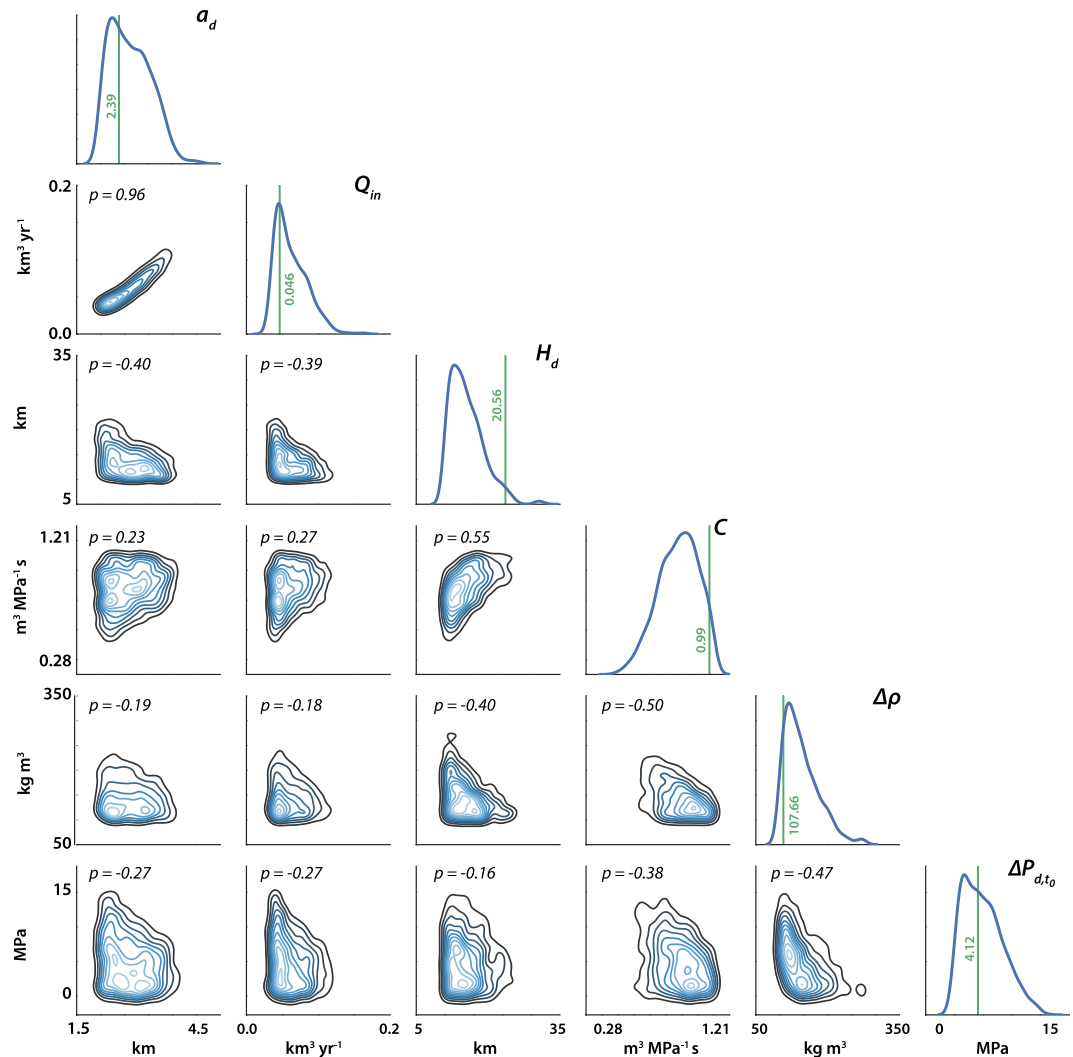 a_d
2.39
0.2
p = 0.96
Q_in
km³ yr⁻¹
0.046
0.0
35
p = -0.40
p = -0.39
H_d
km
20.56
5
1.21
p = 0.23
p = 0.27
p = 0.55
C
m³ MPa⁻¹ s
0.99
0.28
350
p = -0.19
p = -0.18
p = -0.40
p = -0.50
Δρ
kg m³
107.66
50
p = -0.27
p = -0.27
p = -0.16
p = -0.38
p = -0.47
ΔP_d,t₀
15
MPa
4.12
0
1.5 4.5 0.0 0.2 5 35 0.28 1.21 50 350 0 15
km km³ yr⁻¹ km m³ MPa⁻¹ s kg m³ MPa